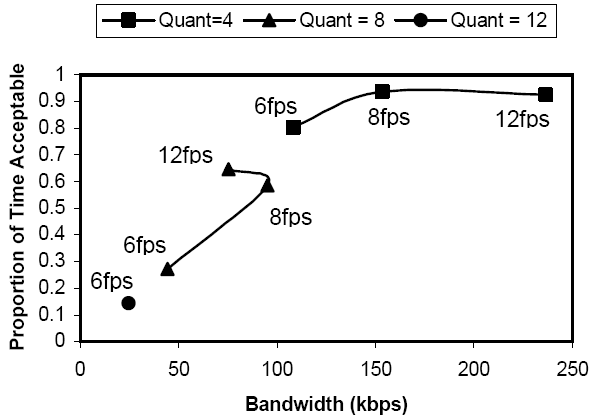 Quant=4 Quant = 8 Quant = 12
Proportion of Time Acceptable
1
0.9
0.8
0.7
0.6
0.5
0.4
0.3
0.2
0.1
0
6fps
8fps
12fps
12fps
8fps
6fps
6fps
0 50 100 150 200 250
Bandwidth (kbps)